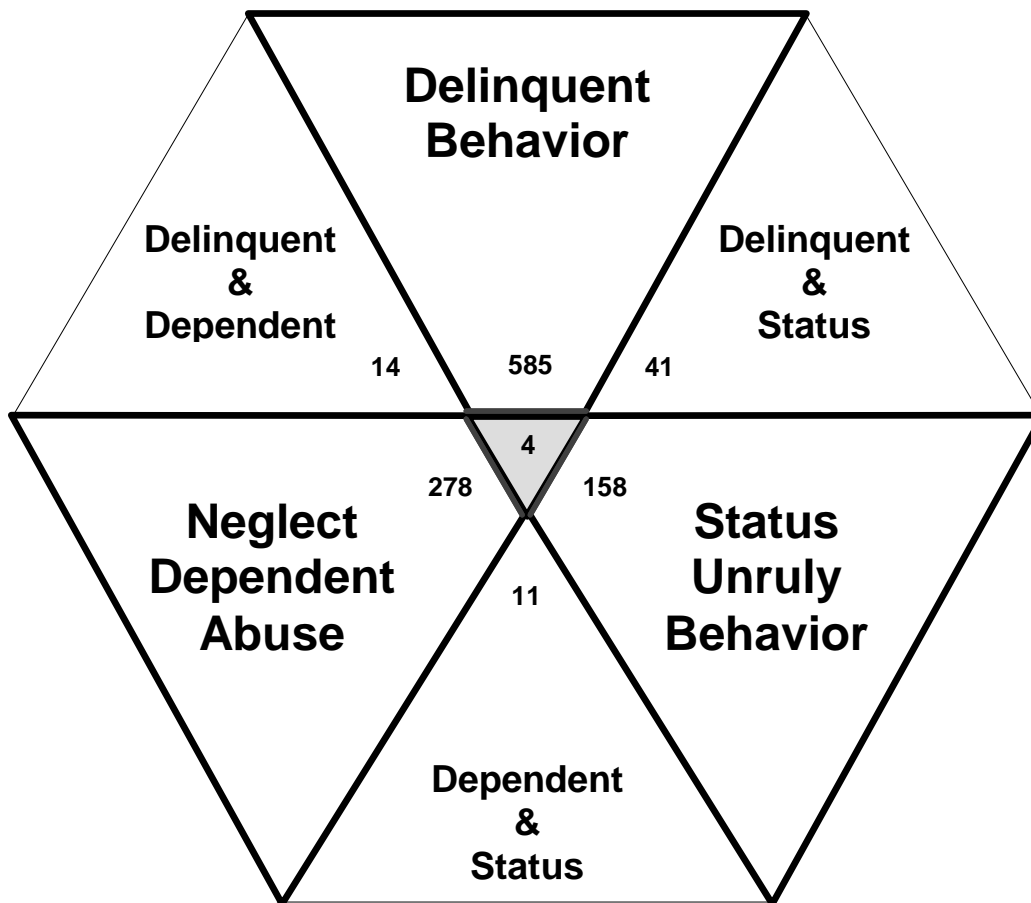 Delinquent
Behavior
Delinquent
&
Dependent
Delinquent
&
Status
14
585
41
4
278
158
Neglect
Dependent
Abuse
Status
Unruly
Behavior
11
Dependent
&
Status